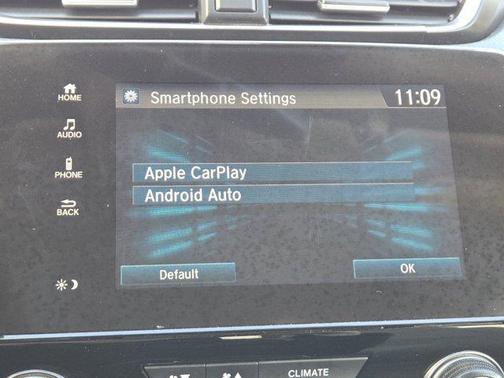 Smartphone Settings 11:09
HOME
AUDIO
PHONE
BACK
Apple CarPlay
Android Auto
Default OK
CLIMATE